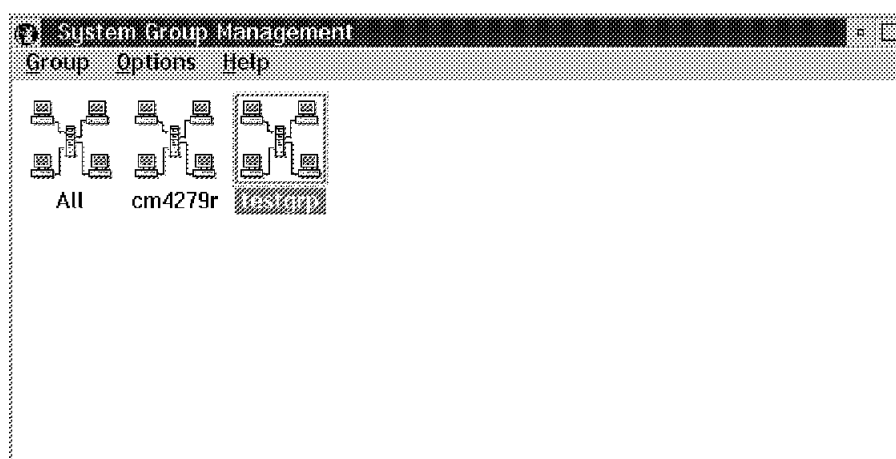 System Group Management
Group Options Help
All cm4279r testgrp